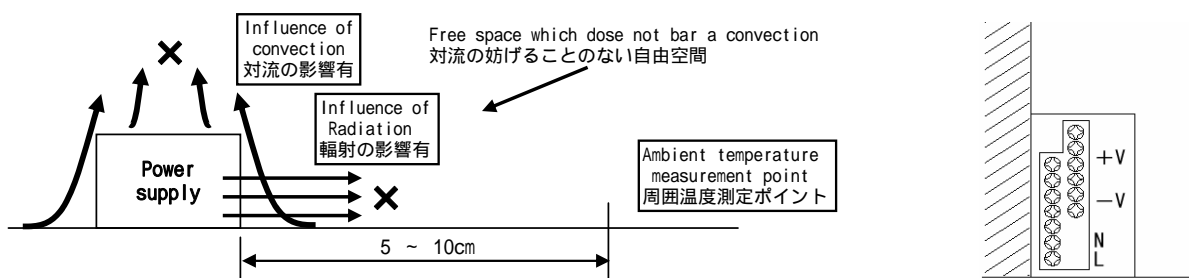 Influence of
convection
対流の影響有
Free space which dose not bar a convection
対流の妨げることのない自由空間
Influence of
Radiation
輻射の影響有
Power
supply
Ambient temperature
measurement point
周囲温度測定ポイント
5 ~ 10cm
+V
-V
N
L